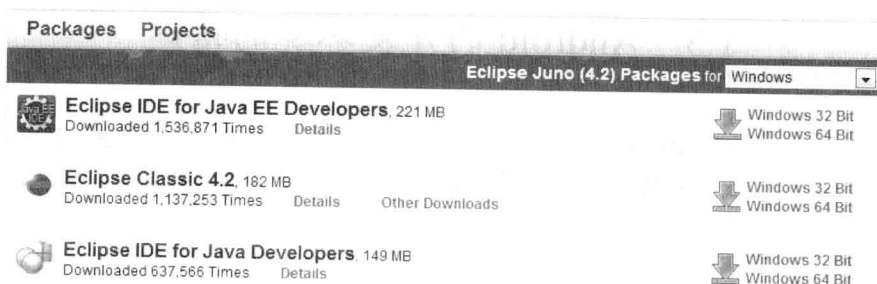 Packages Projects
Eclipse Juno (4.2) Packages for Windows
Java EE
IDE
Eclipse IDE for Java EE Developers, 221 MB
Downloaded 1,536,871 Times Details
Windows 32 Bit
Windows 64 Bit
Eclipse Classic 4.2, 182 MB
Downloaded 1,137,253 Times Details Other Downloads
Windows 32 Bit
Windows 64 Bit
Eclipse IDE for Java Developers, 149 MB
Downloaded 637,566 Times Details
Windows 32 Bit
Windows 64 Bit